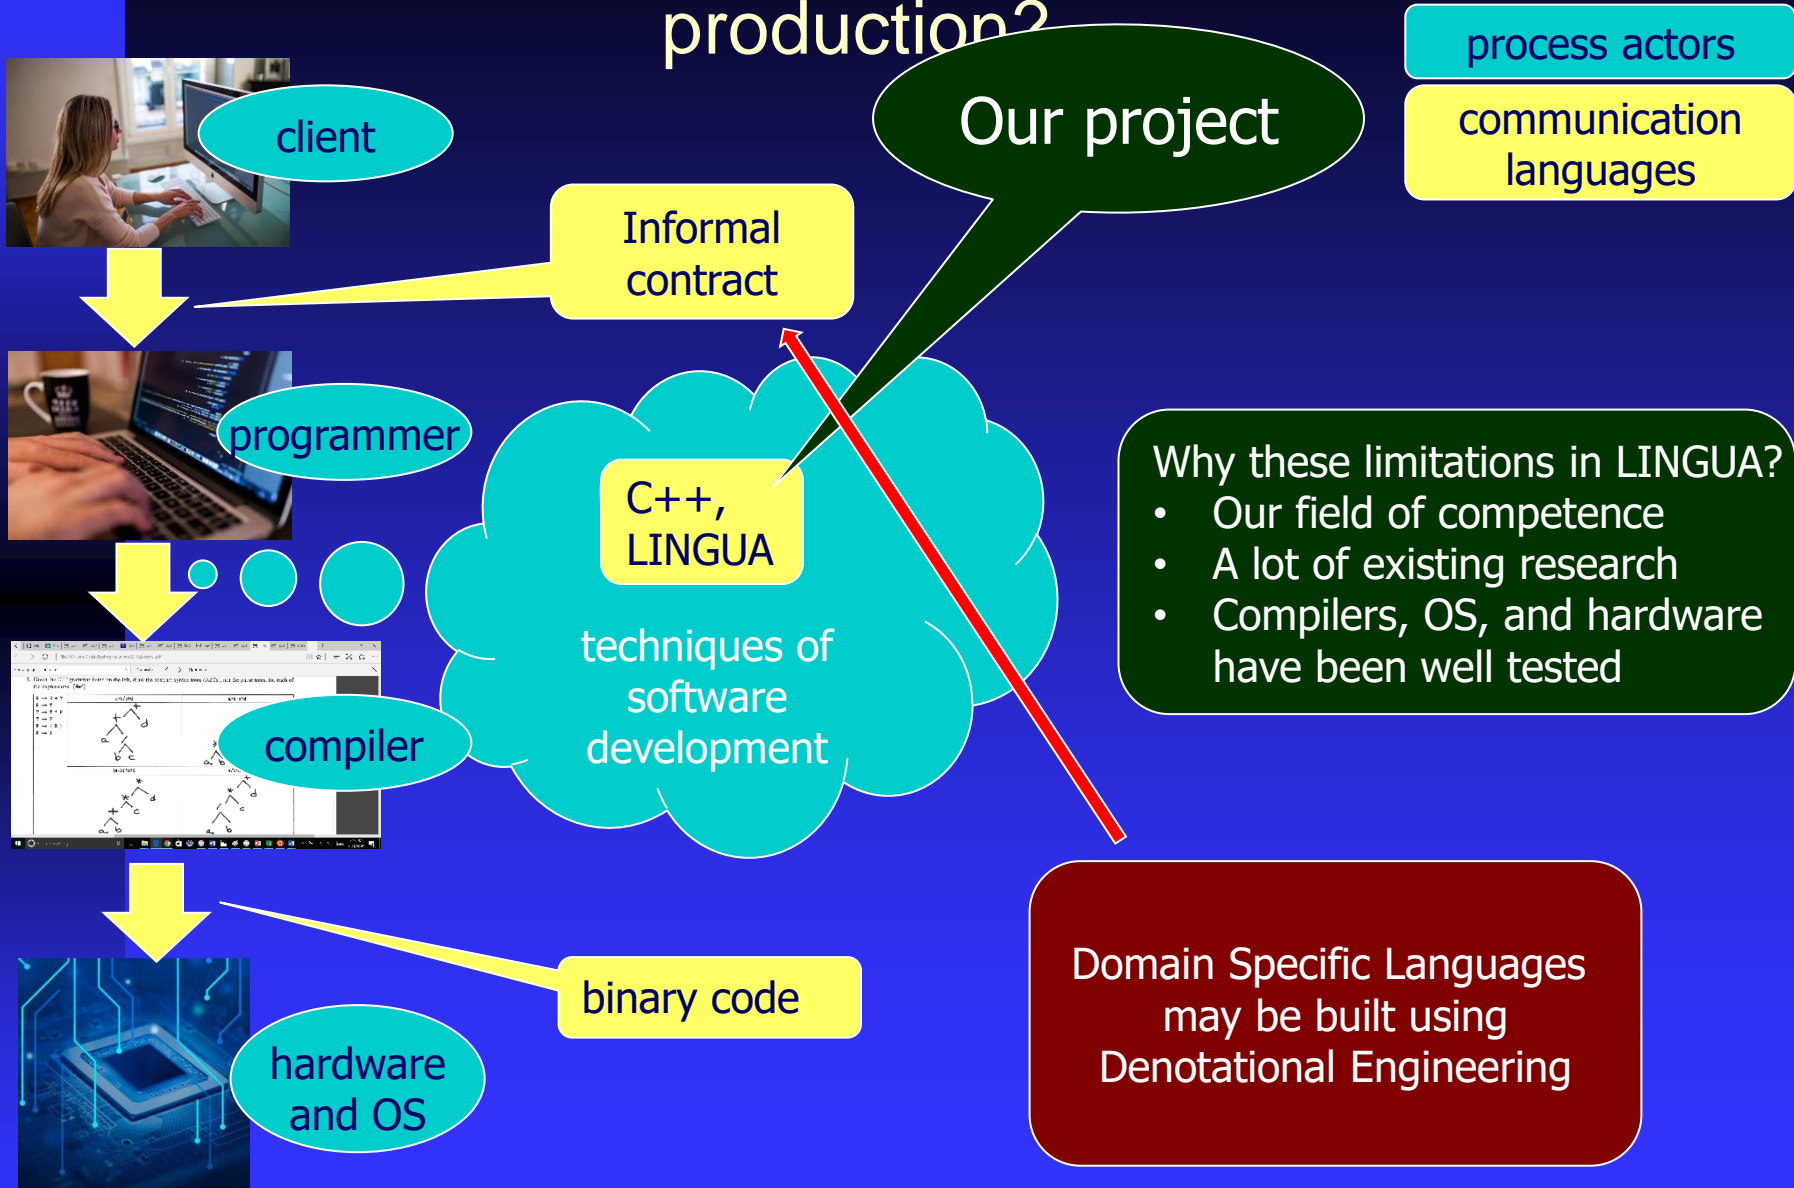 production?
process actors
communication
languages
client
Our project
Informal
contract
programmer
C++,
LINGUA
techniques of
software
development
Why these limitations in LINGUA?
• Our field of competence
• A lot of existing research
• Compilers, OS, and hardware
have been well tested
compiler
binary code
hardware
and OS
Domain Specific Languages
may be built using
Denotational Engineering